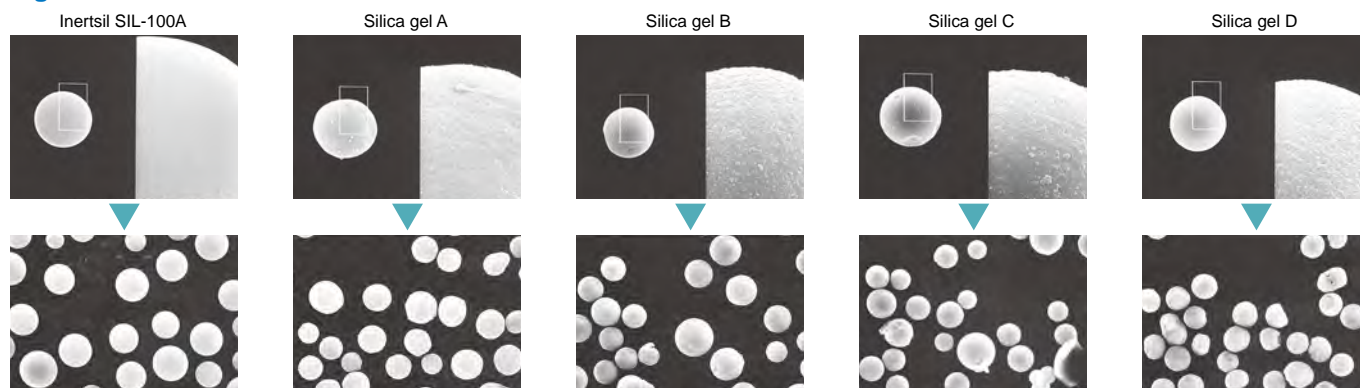 Inertsil SIL-100A
Silica gel A
Silica gel B
Silica gel C
Silica gel D